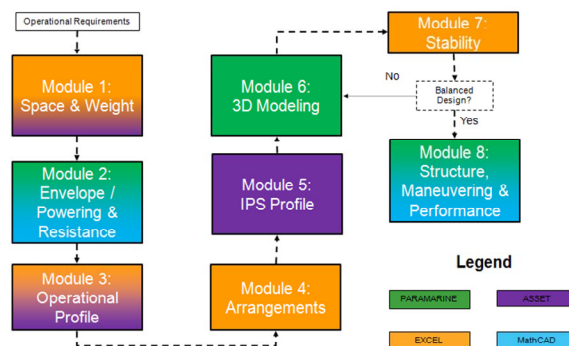 Operational Requirements
Module 1:
Space & Weight
Module 2:
Envelope /
Powering &
Resistance
Module 3:
Operational
Profile
Module 4:
Arrangements
Module 5:
IPS Profile
Module 6:
3D Modeling
Module 7:
Stability
No
Balanced
Design?
Yes
Module 8:
Structure,
Maneuvering &
Performance
Legend
PARAMARINE
ASSET
EXCEL
MathCAD